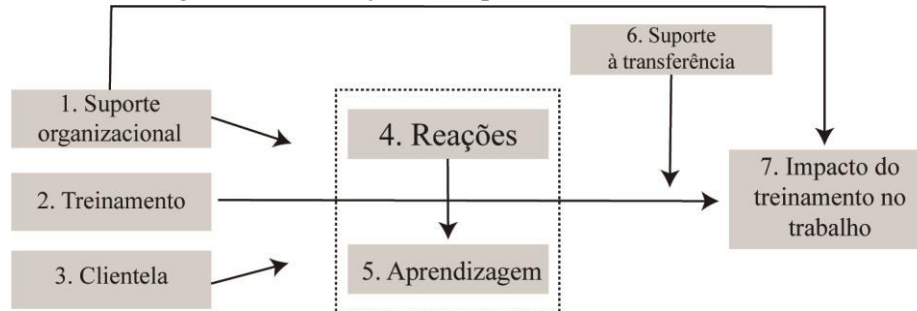 6. Suporte
à transferência
1. Suporte
organizacional
4. Reações
2. Treinamento
7. Impacto do
treinamento no
trabalho
3. Clientela
5. Aprendizagem